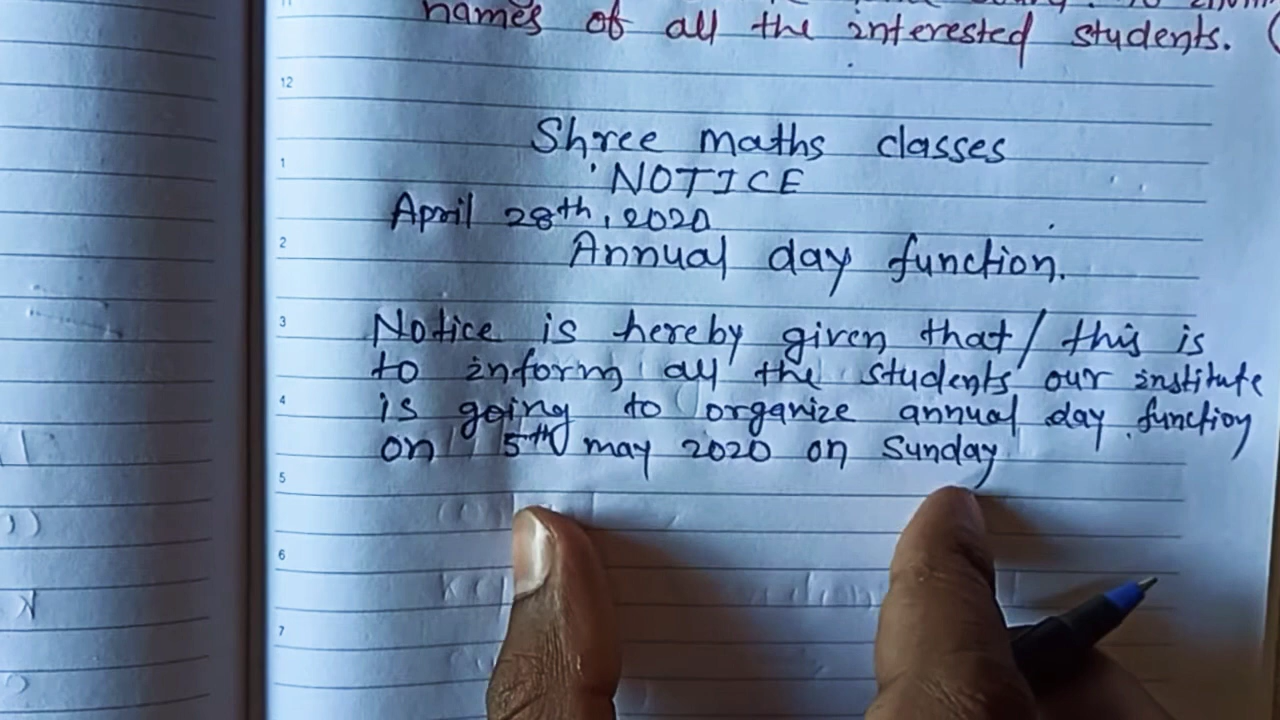 names of all the interested students. (
12
Shree maths classes
1
NOTICE
April 28th, 2020
2
Annual day function.
3
Notice is hereby given that / this is
to inform all the students our institute
4
is going to organize annual day function
on 5th may 2020 on Sunday
5
6
7